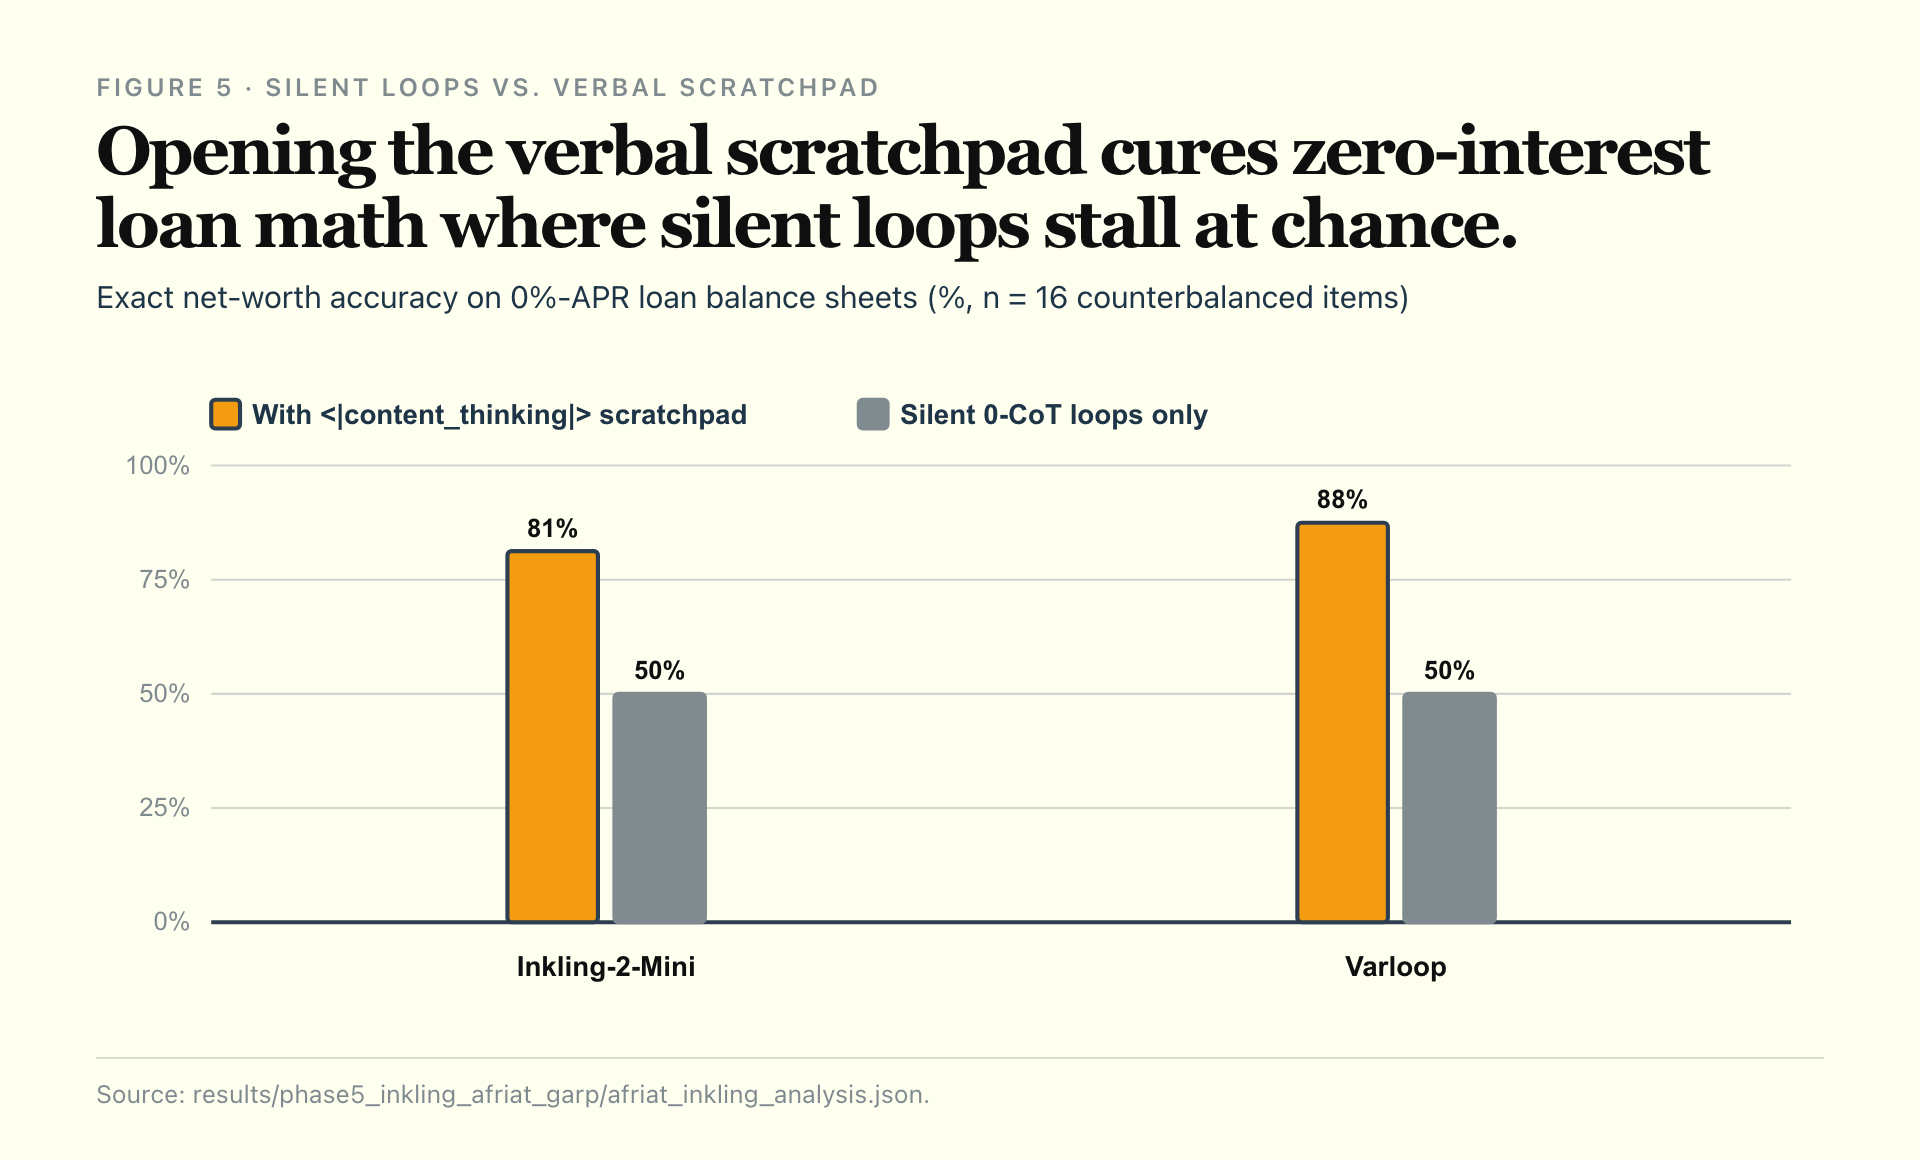 FIGURE 5 · SILENT LOOPS VS. VERBAL SCRATCHPAD
Opening the verbal scratchpad cures zero-interest
loan math where silent loops stall at chance.
Exact net-worth accuracy on 0%-APR loan balance sheets (%, n = 16 counterbalanced items)
With <|content_thinking|> scratchpad
Silent 0-CoT loops only
100%
75%
50%
25%
0%
81%
50%
88%
50%
Inkling-2-Mini
Varloop
Source: results/phase5_inkling_afriat_garp/afriat_inkling_analysis.json.